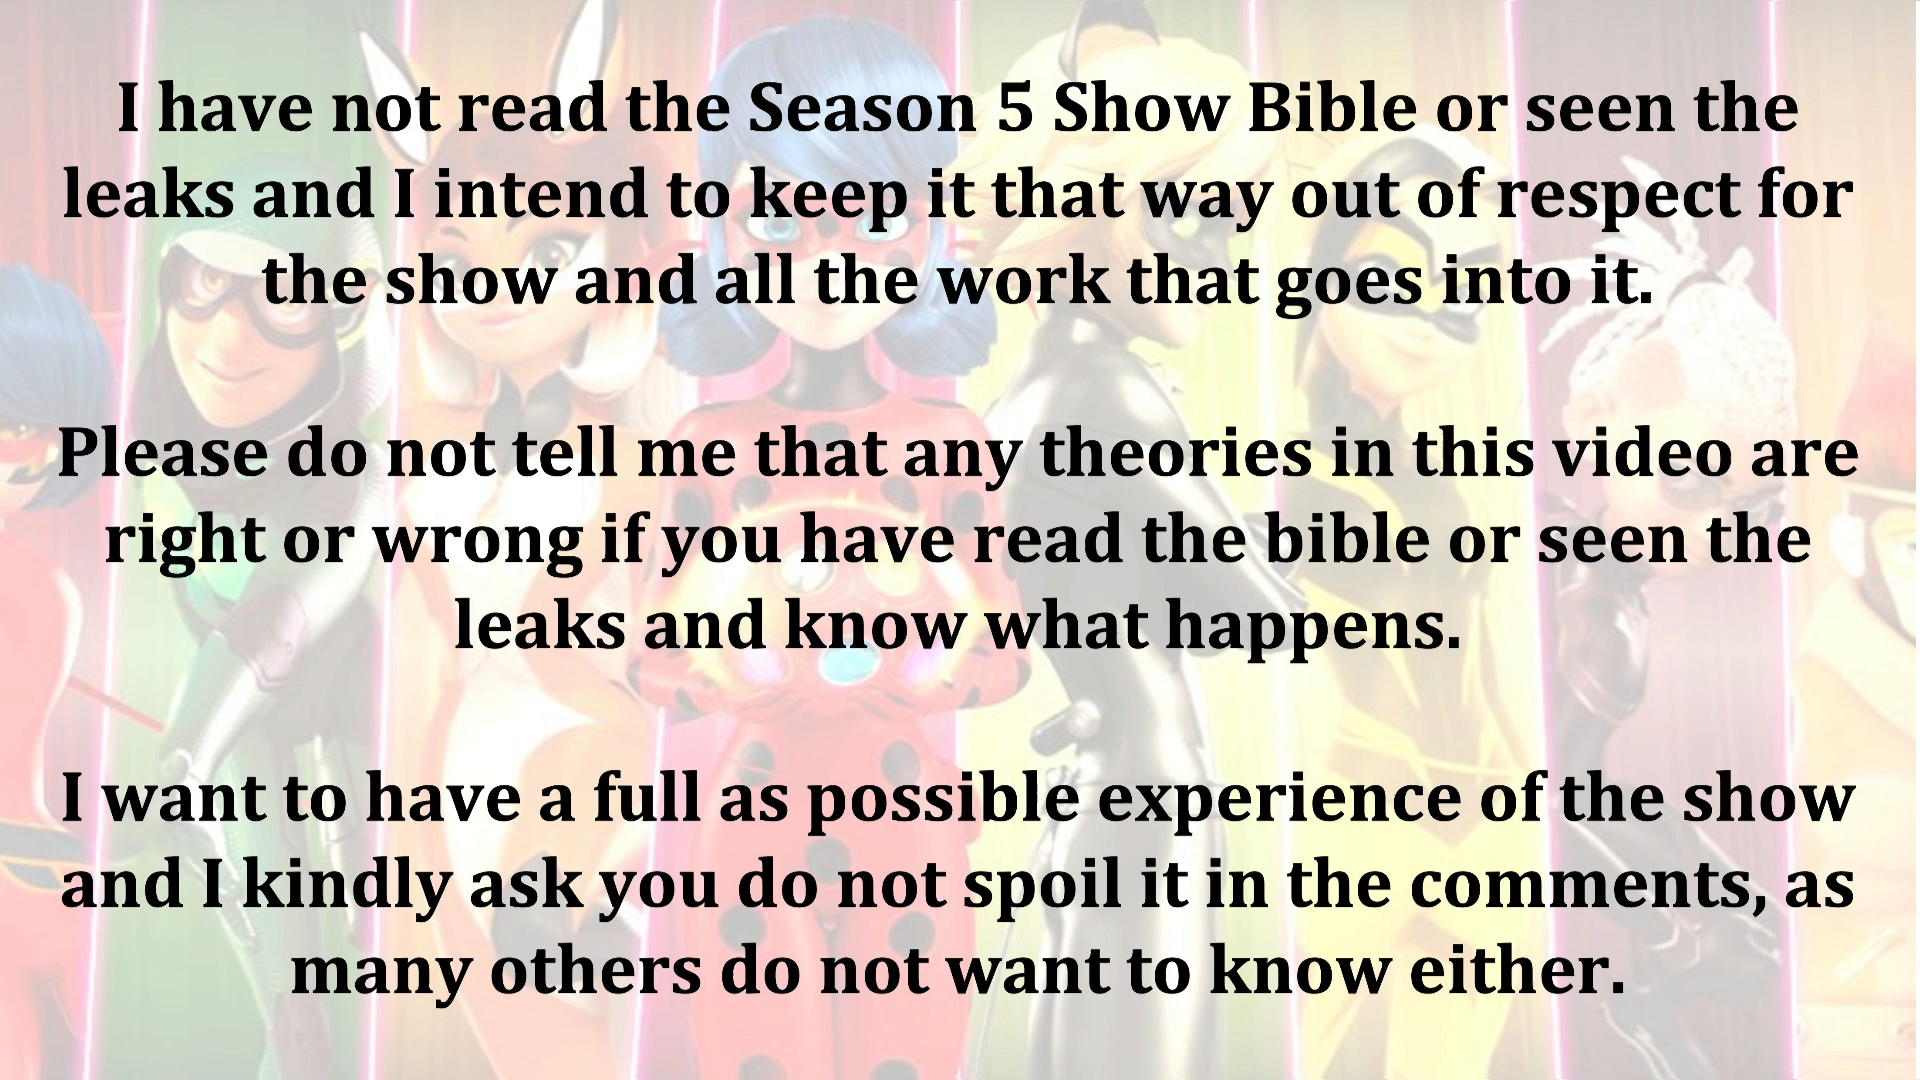 I have not read the Season 5 Show Bible or seen the
leaks and I intend to keep it that way out of respect for
the show and all the work that goes into it.
Please do not tell me that any theories in this video are
right or wrong if you have read the bible or seen the
leaks and know what happens.
I want to have a full as possible experience of the show
and I kindly ask you do not spoil it in the comments, as
many others do not want to know either.